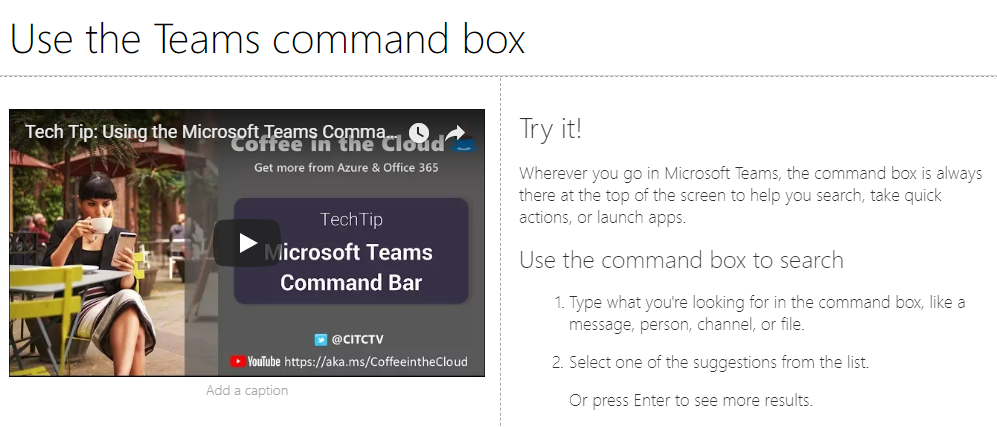 Use the Teams command box
Tech Tip: Using the Microsoft Teams Comma...
Coffee in the Cloud
Get more from Azure & Office 365
TechTip
Microsoft Teams
Command Bar
@CITCTV
YouTube https://aka.ms/CoffeeintheCloud
Add a caption
Try it!
Wherever you go in Microsoft Teams, the command box is always
there at the top of the screen to help you search, take quick
actions, or launch apps.
Use the command box to search
1. Type what you're looking for in the command box, like a
message, person, channel, or file.
2. Select one of the suggestions from the list.
Or press Enter to see more results.